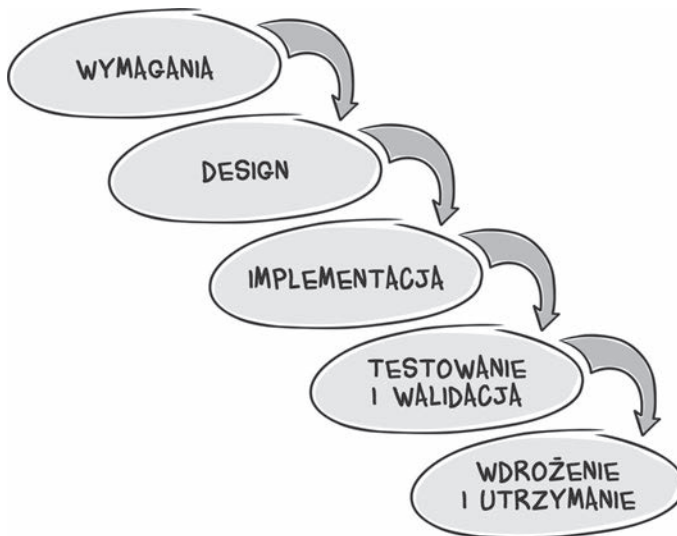 WYMAGANIA
DESIGN
IMPLEMENTACJA
TESTOWANIE
I WALIDACJA
WDROŻENIE
I UTRZYMANIE